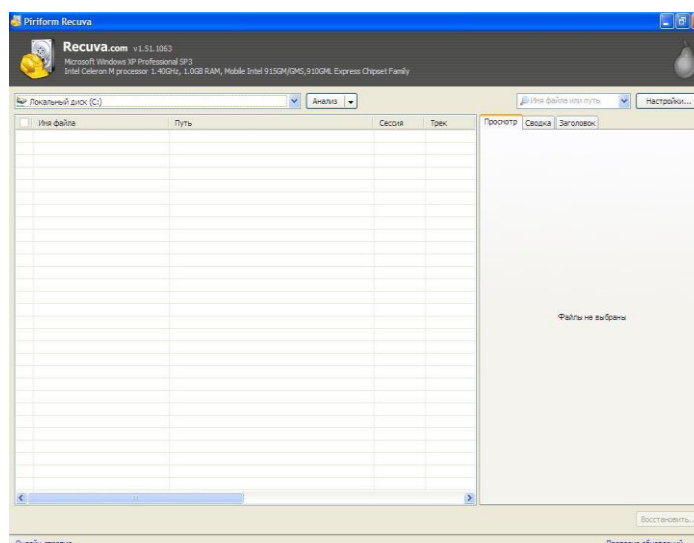 Piriform Recuva
Recuva.com v1.51.1063
Microsoft Windows XP Professional SP3
Intel Celeron M processor 1.40GHz, 1.0GB RAM, Mobile Intel 915GM/GMS,910GML Express Chipset Family
Локальный диск (C:) Анализ Имя файла или путь Настройки...
Имя файла Путь Сессия Трек Просмотр Сводка Заголовок
Файлы не выбраны
Восстановить...